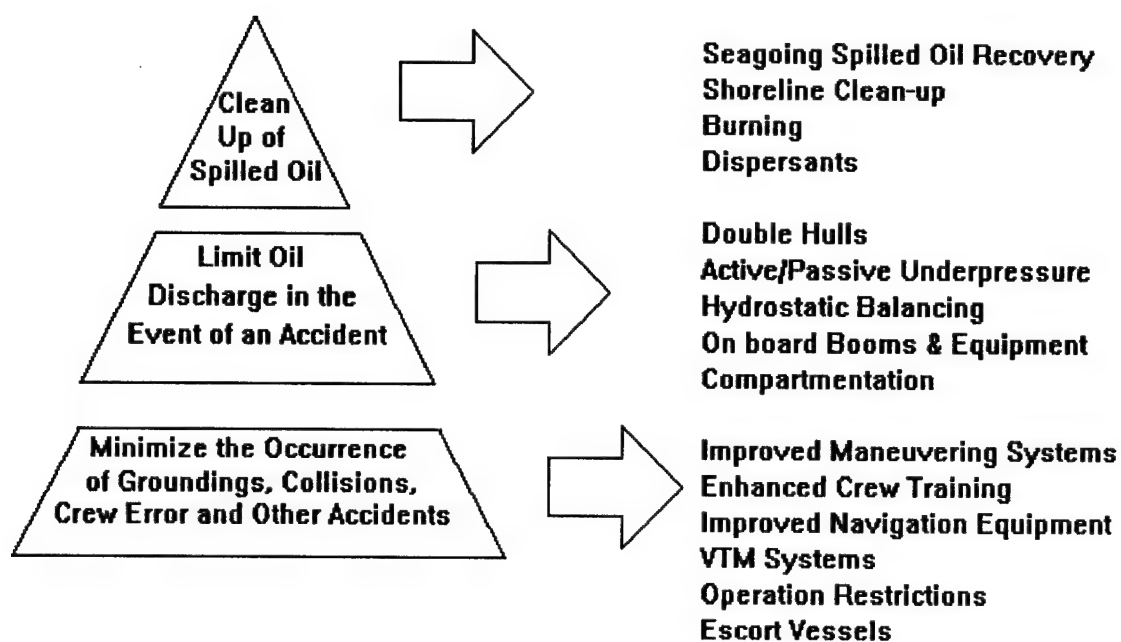 Clean
Up of
Spilled Oil
Seagoing Spilled Oil Recovery
Shoreline Clean-up
Burning
Dispersants
Limit Oil
Discharge in the
Event of an Accident
Double Hulls
Active/Passive Underpressure
Hydrostatic Balancing
On board Booms & Equipment
Compartmentation
Minimize the Occurrence
of Groundings, Collisions,
Crew Error and Other Accidents
Improved Maneuvering Systems
Enhanced Crew Training
Improved Navigation Equipment
VTM Systems
Operation Restrictions
Escort Vessels